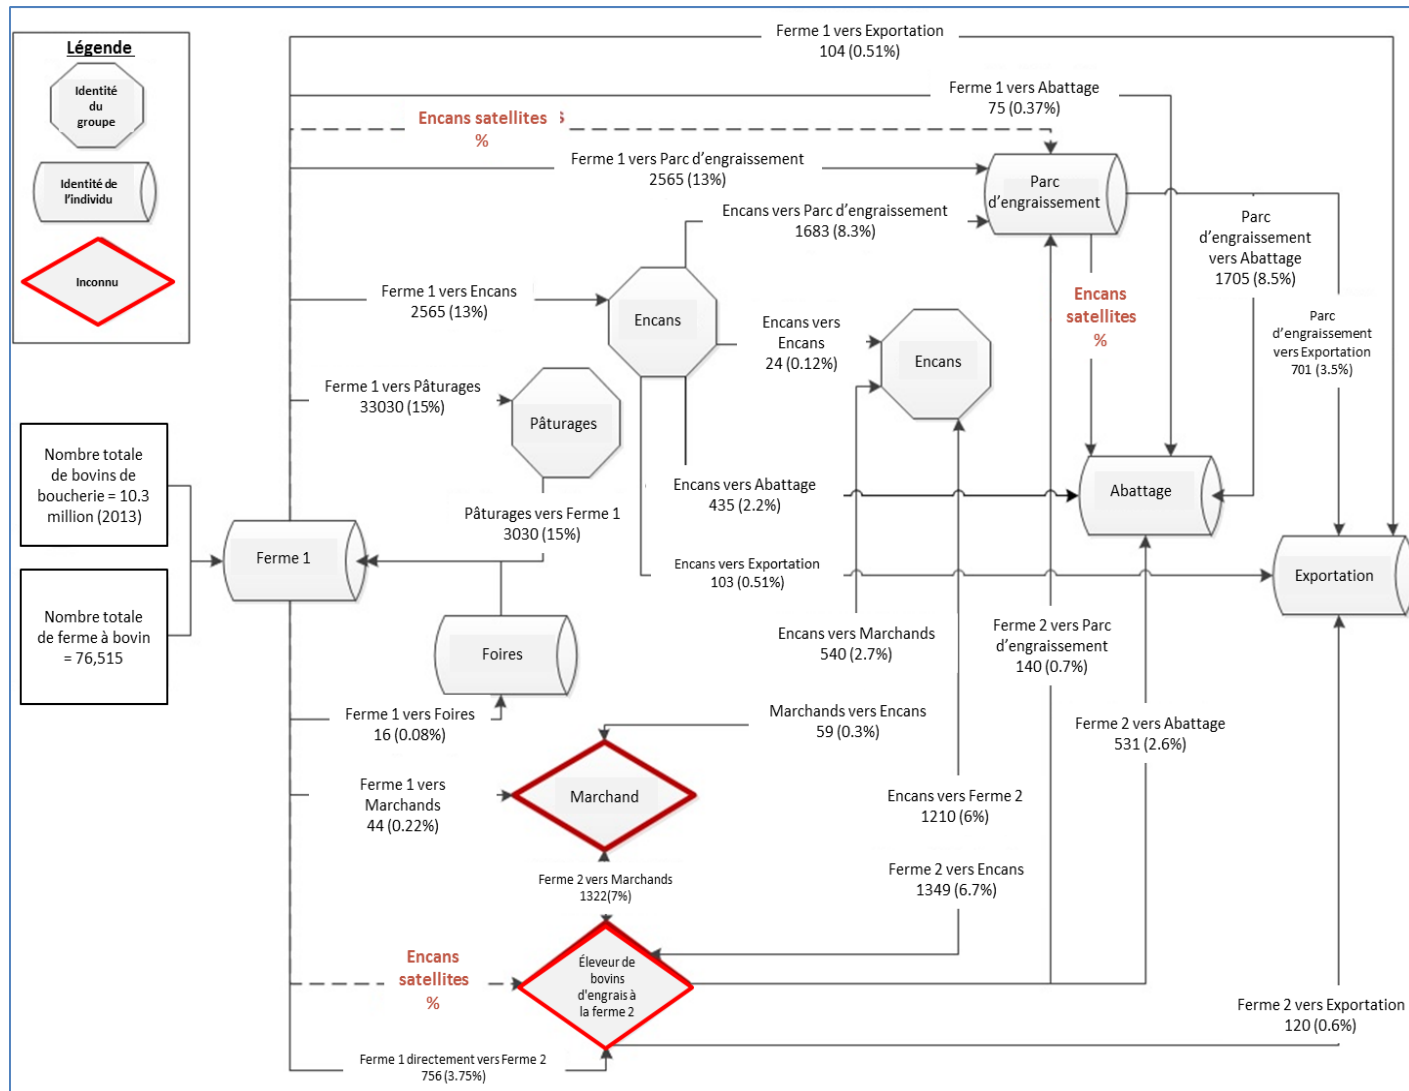 Légende
Identité
du
groupe
Identité de
l'individu
Inconnu
Nombre totale
de bovins de
boucherie = 10.3
million (2013)
Nombre totale
de ferme à bovin
= 76,515
Ferme 1
Ferme 1 vers Exportation
104 (0.51%)
Ferme 1 vers Abattage
75 (0.37%)
Encans satellites s
%
Ferme 1 vers Parc d'engraissement
2565 (13%)
Parc
d'engraissement
Encans vers Parc d'engraissement
1683 (8.3%)
Parc
d'engraissement
vers Abattage
1705 (8.5%)
Ferme 1 vers Encans
2565 (13%)
Encans
Encans vers
Encans
24 (0.12%)
Encans
Encans
satellites
%
Parc
d'engraissement
vers Exportation
701 (3.5%)
Ferme 1 vers Pâturages
33030 (15%)
Pâturages
Encans vers Abattage
435 (2.2%)
Abattage
Pâturages vers Ferme 1
3030 (15%)
Encans vers Exportation
103 (0.51%)
Exportation
Foires
Encans vers Marchands
540 (2.7%)
Ferme 2 vers Parc
d'engraissement
140 (0.7%)
Ferme 1 vers Foires
16 (0.08%)
Marchands vers Encans
59 (0.3%)
Ferme 2 vers Abattage
531 (2.6%)
Ferme 1 vers
Marchands
44 (0.22%)
Marchand
Encans vers Ferme 2
1210 (6%)
Ferme 2 vers Marchands
1322(7%)
Ferme 2 vers Encans
1349 (6.7%)
Encans
satellites
%
Éleveur de
bovins
d'engrais à
la ferme 2
Ferme 2 vers Exportation
120 (0.6%)
Ferme 1 directement vers Ferme 2
756 (3.75%)